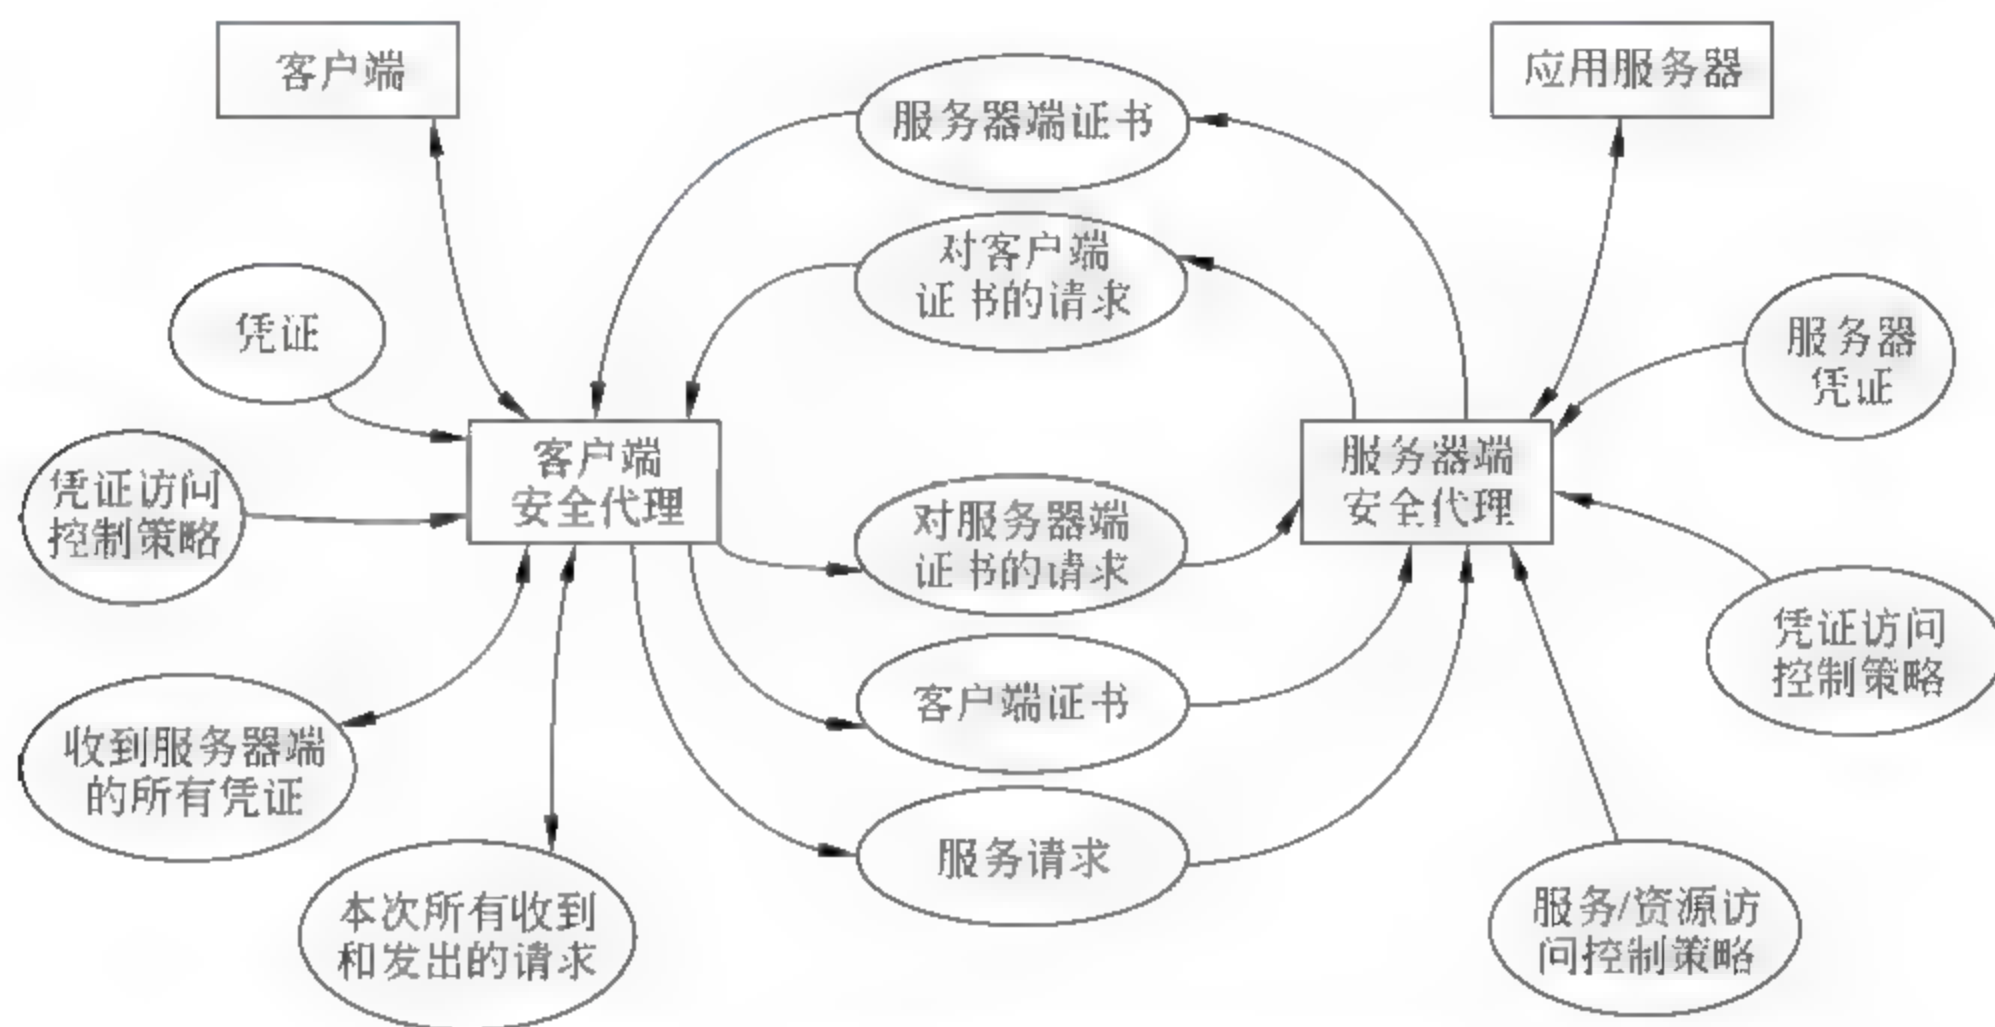 客户端
应用服务器
服务器端证书
对客户端
证书的请求
凭证
服务器
凭证
客户端
安全代理
服务器端
安全代理
凭证访问
控制策略
对服务器端
证书的请求
凭证访问
控制策略
客户端证书
收到服务器端
的所有凭证
服务请求
本次所有收到
和发出的请求
服务/资源访
问控制策略